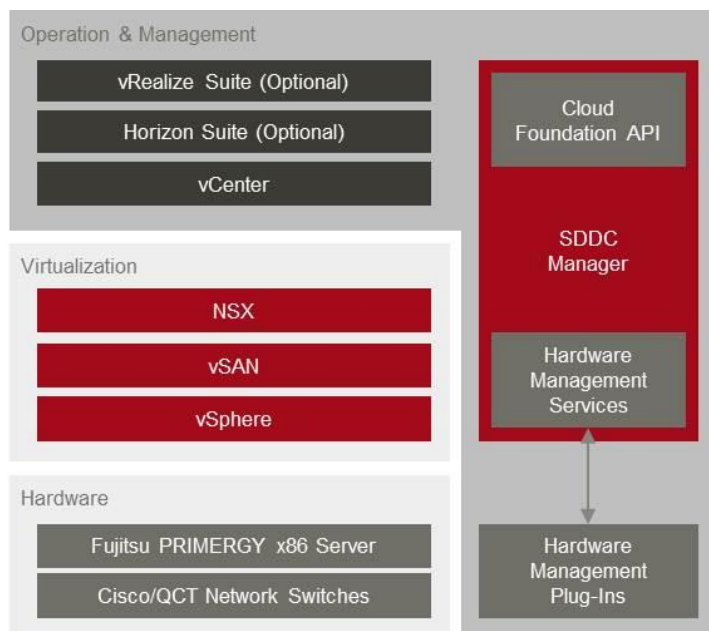 Operation & Management
vRealize Suite (Optional)
Horizon Suite (Optional)
vCenter
Cloud
Foundation API
SDDC
Manager
Hardware
Management
Services
Virtualization
NSX
vSAN
vSphere
Hardware
Fujitsu PRIMERGY x86 Server
Cisco/QCT Network Switches
Hardware
Management
Plug-Ins